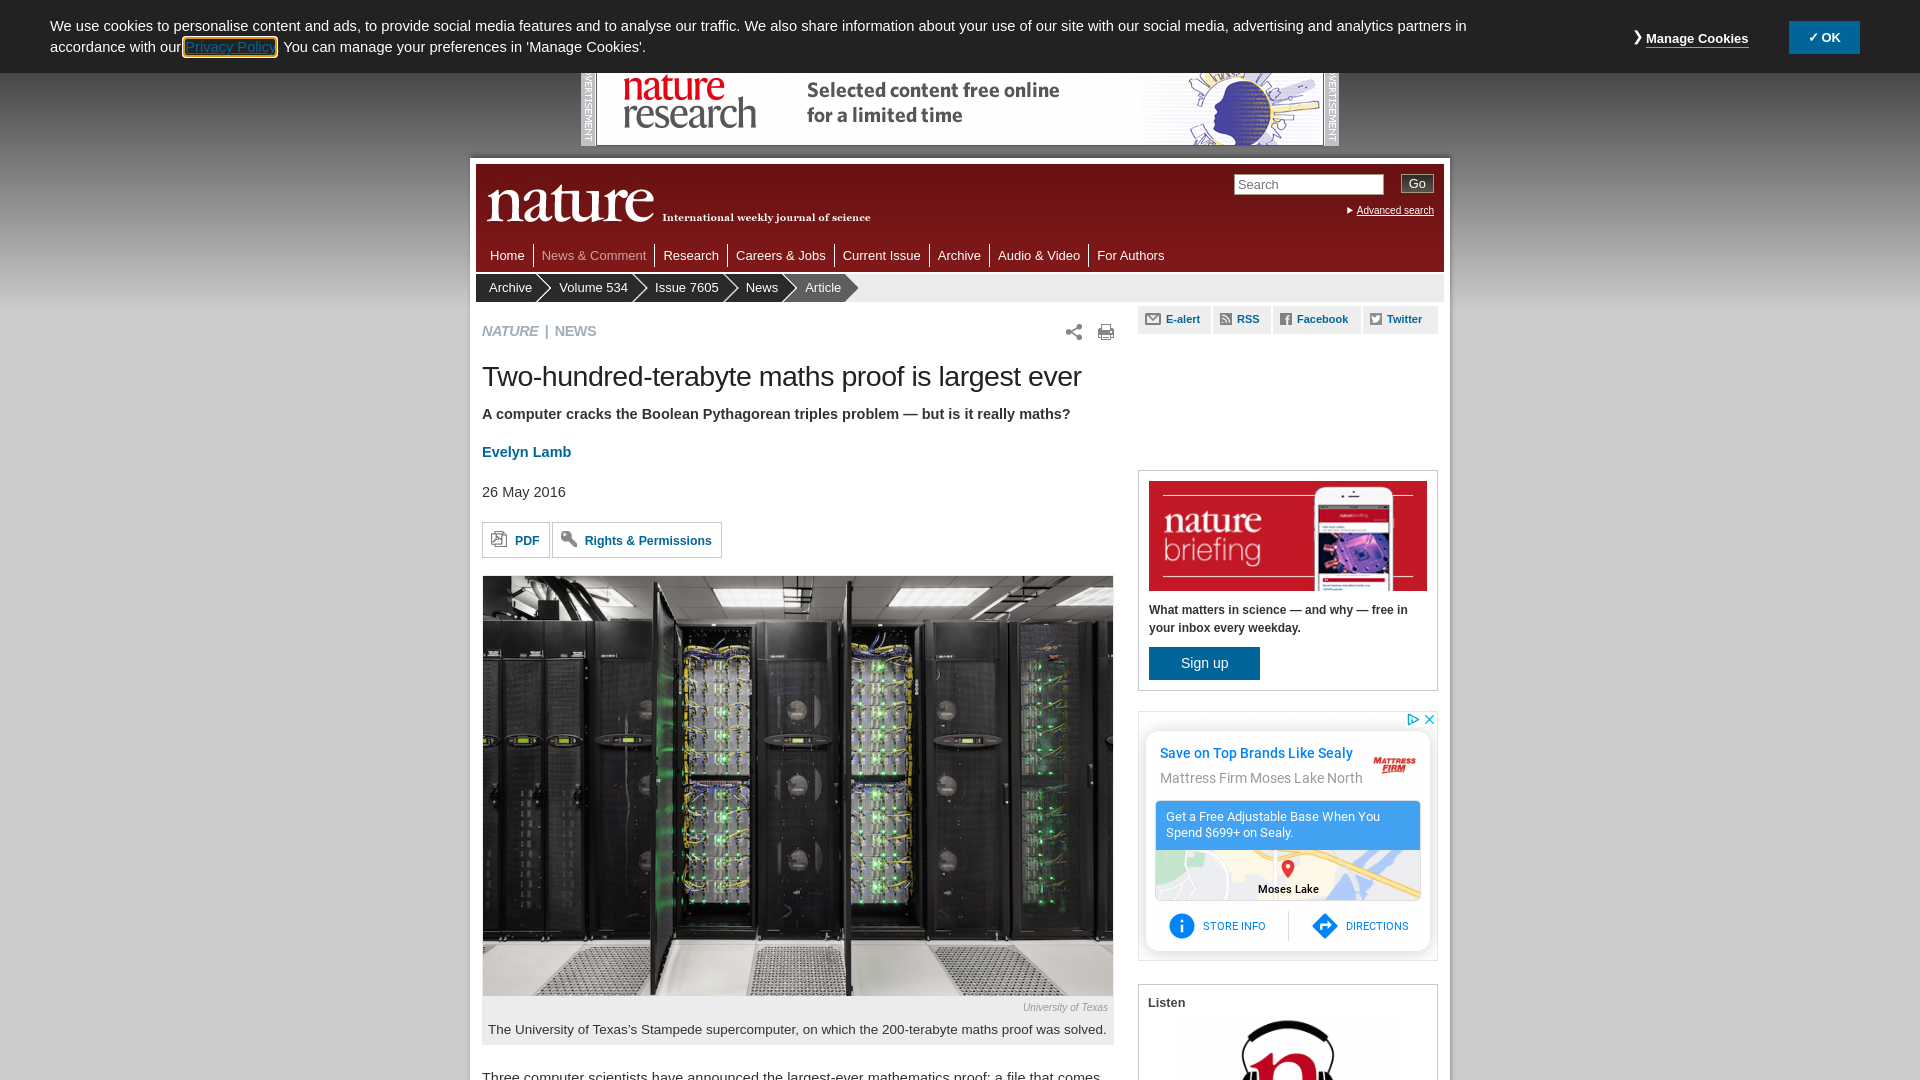 We use cookies to personalise content and ads, to provide social media features and to analyse our traffic. We also share information about your use of our site with our social media, advertising and analytics partners in
accordance with our Privacy Policy. You can manage your preferences in 'Manage Cookies'.
❯ Manage Cookies
✓ OK
nature
research
Selected content free online
for a limited time
nature International weekly journal of science
Search
Go
Advanced search
Home
News & Comment
Research
Careers & Jobs
Current Issue
Archive
Audio & Video
For Authors
Archive
Volume 534
Issue 7605
News
Article
NATURE | NEWS
E-alert
RSS
Facebook
Twitter
Two-hundred-terabyte maths proof is largest ever
A computer cracks the Boolean Pythagorean triples problem — but is it really maths?
Evelyn Lamb
26 May 2016
PDF
Rights & Permissions
University of Texas
The University of Texas’s Stampede supercomputer, on which the 200-terabyte maths proof was solved.
Three computer scientists have announced the largest-ever mathematics proof: a file that comes
nature
briefing
What matters in science — and why — free in
your inbox every weekday.
Sign up
Save on Top Brands Like Sealy
Mattress Firm Moses Lake North
MATTRESS
FIRM
Get a Free Adjustable Base When You
Spend $699+ on Sealy.
Moses Lake
STORE INFO
DIRECTIONS
Listen